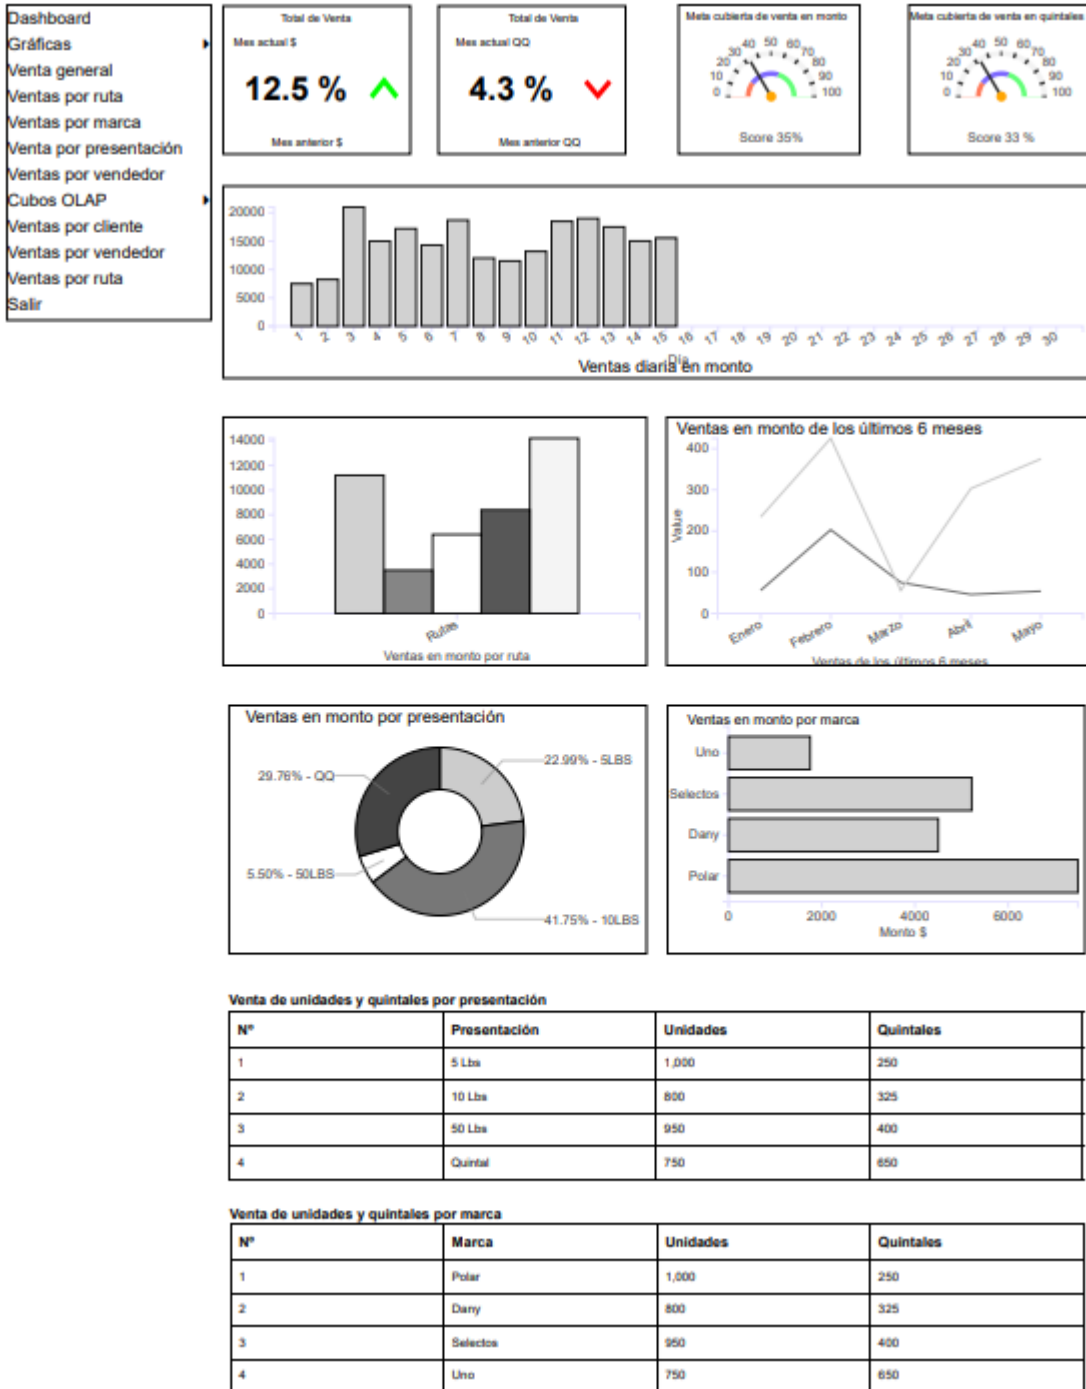 Dashboard
Gráficas
Venta general
Ventas por ruta
Ventas por marca
Venta por presentación
Ventas por vendedor
Cubos OLAP
Ventas por cliente
Ventas por vendedor
Ventas por ruta
Salir
Total de Venta
Mes actual $
12.5 %
Mes anterior $
Total de Venta
Mes actual QQ
4.3 %
Mes anterior QQ
Meta cubierta de venta en monto
0 10 20 30 40 50 60 70 80 90 100
Score 35%
Meta cubierta de venta en quintales
0 10 20 30 40 50 60 70 80 90 100
Score 33 %
20000
15000
10000
5000
0
1 2 3 4 5 6 7 8 9 10 11 12 13 14 15 16 17 18 19 20 21 22 23 24 25 26 27 28 29 30
Día
Ventas diaria en monto
14000
12000
10000
8000
6000
4000
2000
0
Rutas
Ventas en monto por ruta
Ventas en monto de los últimos 6 meses
400
300
200
100
0
Value
Enero Febrero Marzo Abril Mayo
Ventas de los últimos 6 meses
Ventas en monto por presentación
22.99% - 5LBS
29.76% - QQ
5.50% - 50LBS
41.75% - 10LBS
Ventas en monto por marca
Uno
Selectos
Dany
Polar
0 2000 4000 6000
Monto $
Venta de unidades y quintales por presentación
Nº Presentación Unidades Quintales
1 5 Lbs 1,000 250
2 10 Lbs 800 325
3 50 Lbs 950 400
4 Quintal 750 650
Venta de unidades y quintales por marca
Nº Marca Unidades Quintales
1 Polar 1,000 250
2 Dany 800 325
3 Selectos 950 400
4 Uno 750 650